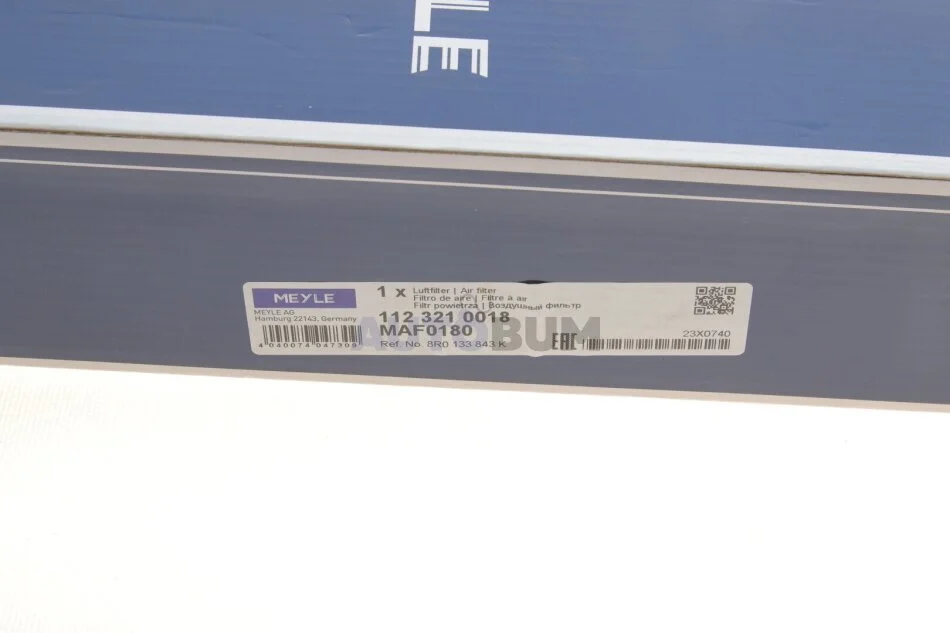 YLE
MEYLE
MEYLE AG
Hamburg 22143, Germany
4 040074 047309
1 x Luftfilter | Air filter
Filtro de aire | Filtre à air
Filtr powietrza | Воздушный фильтр
112 321 0018
MAF0180
Ref. No. 8R0 133 843 K
EAC
23X0740
AUTOBUM